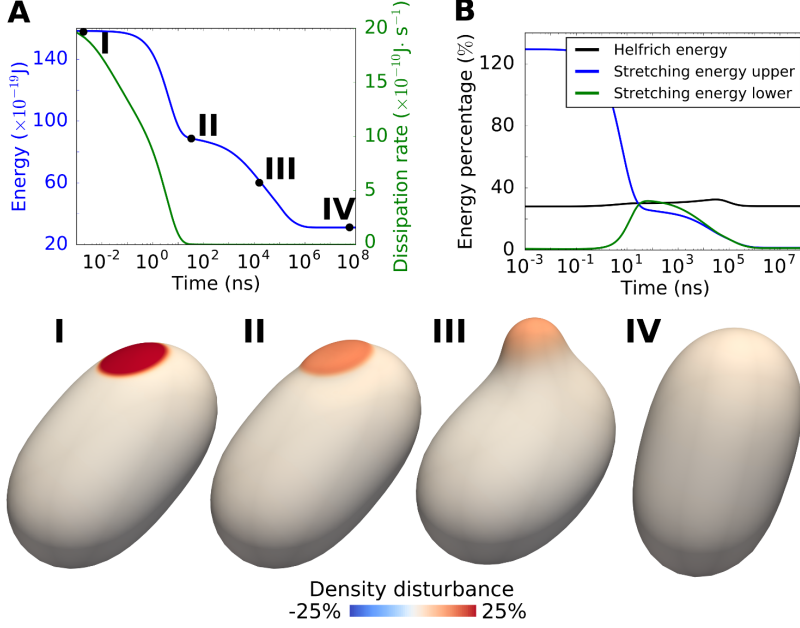 A
B
Energy (×10⁻¹⁹J)
140
100
60
20
I
II
III
IV
20
15
10
5
0
Dissipation rate (×10⁻¹⁰J· s⁻¹)
10⁻² 10⁰ 10² 10⁴ 10⁶ 10⁸
Time (ns)
Energy percentage (%)
120
80
40
0
Helfrich energy
Stretching energy upper
Stretching energy lower
10⁻³ 10⁻¹ 10¹ 10³ 10⁵ 10⁷
Time (ns)
I II III IV
Density disturbance
-25% 25%